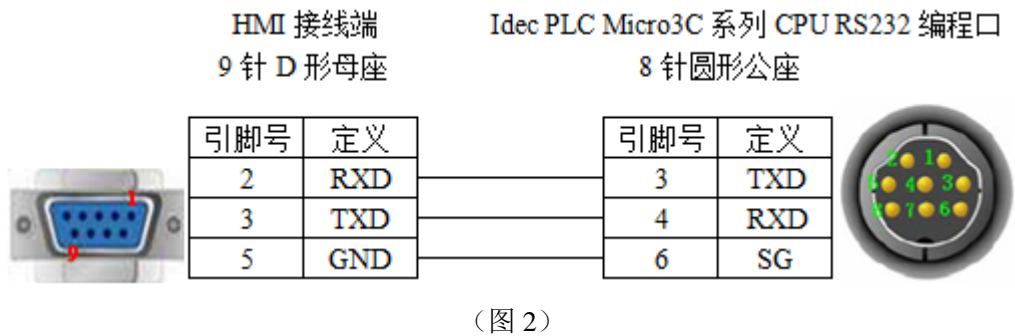 HMI 接线端
9 针 D 形母座
Idec PLC Micro3C 系列 CPU RS232 编程口
8 针圆形公座
引脚号 定义
2 RXD
3 TXD
5 GND
引脚号 定义
3 TXD
4 RXD
6 SG
1
9
2 1
5 4 3
8 7 6
（图 2）